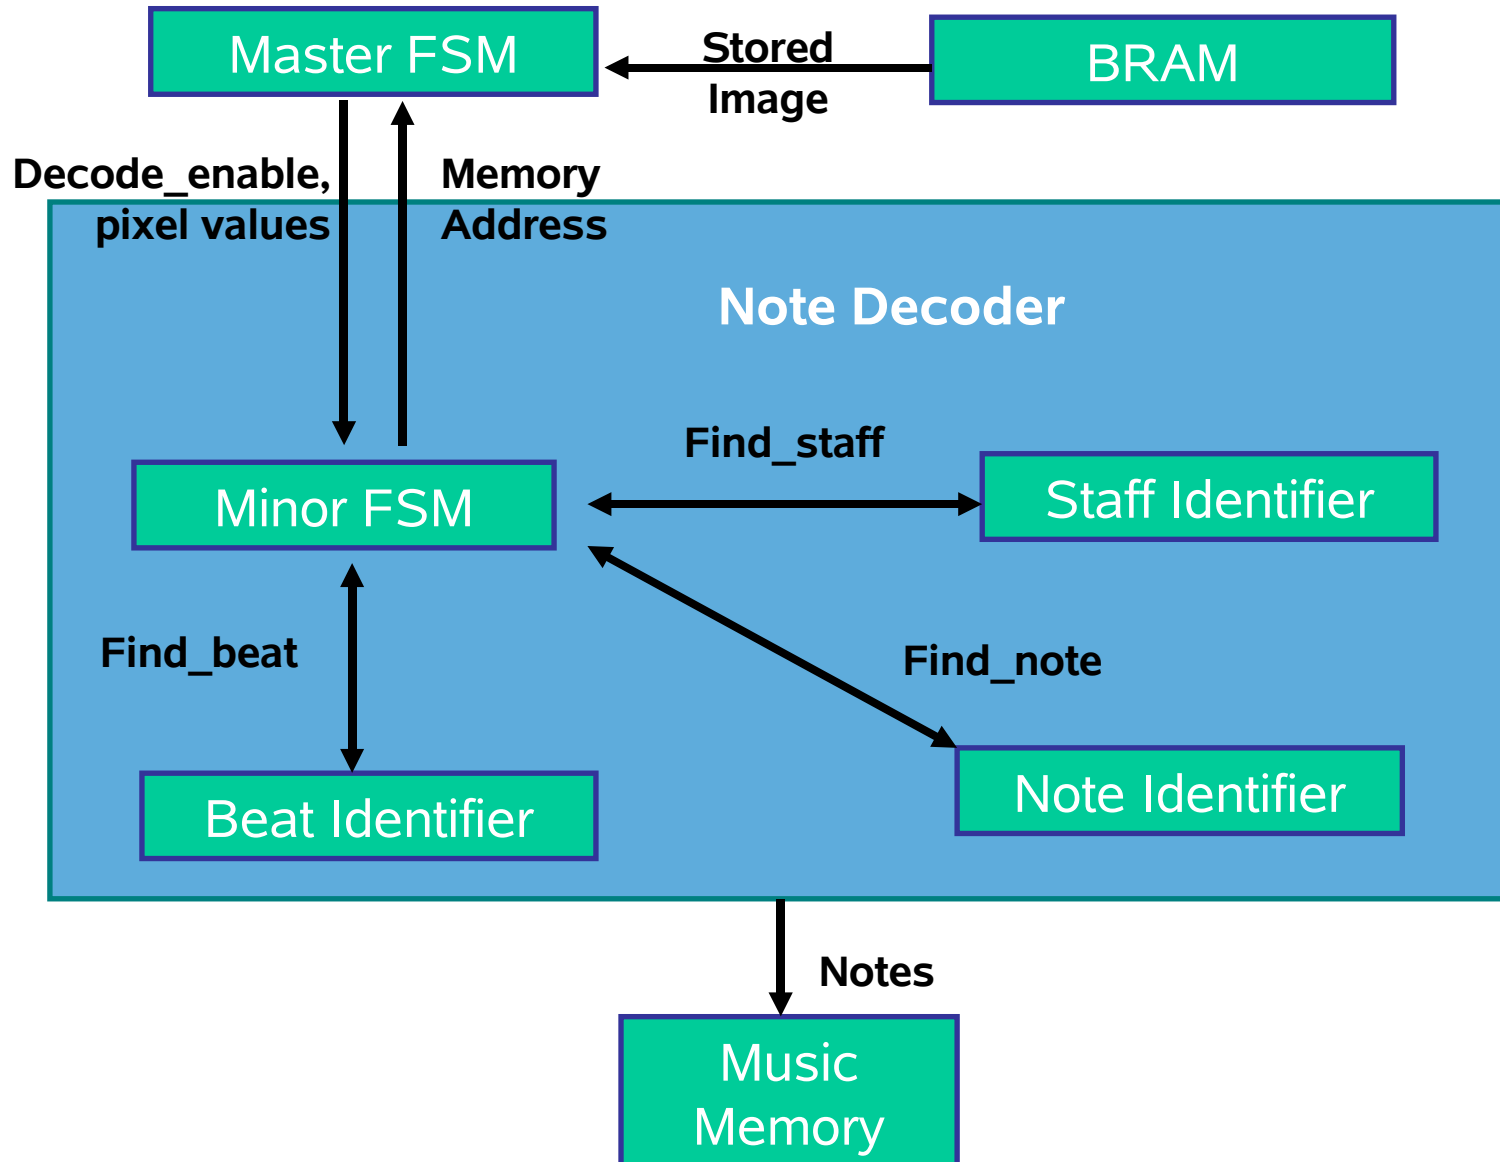 Master FSM
Stored
Image
BRAM
Decode_enable,
pixel values
Memory
Address
Note Decoder
Find_staff
Minor FSM
Staff Identifier
Find_beat
Find_note
Beat Identifier
Note Identifier
Notes
Music
Memory